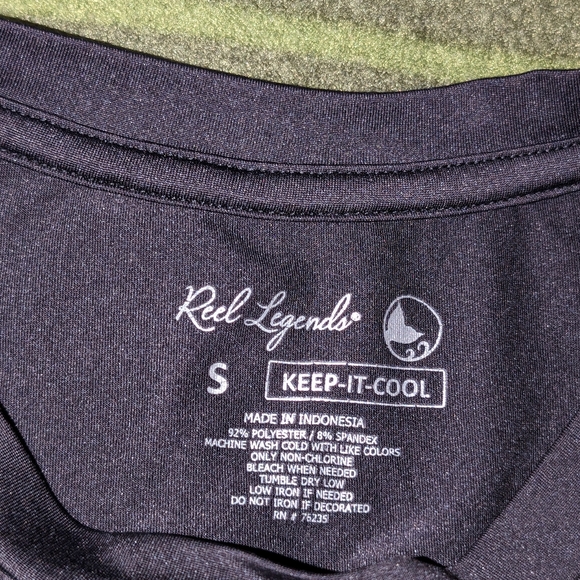 Reel Legends®
S KEEP-IT-COOL
MADE IN INDONESIA
92% POLYESTER / 8% SPANDEX
MACHINE WASH COLD WITH LIKE COLORS
ONLY NON-CHLORINE
BLEACH WHEN NEEDED
TUMBLE DRY LOW
LOW IRON IF NEEDED
DO NOT IRON IF DECORATED
RN # 76235